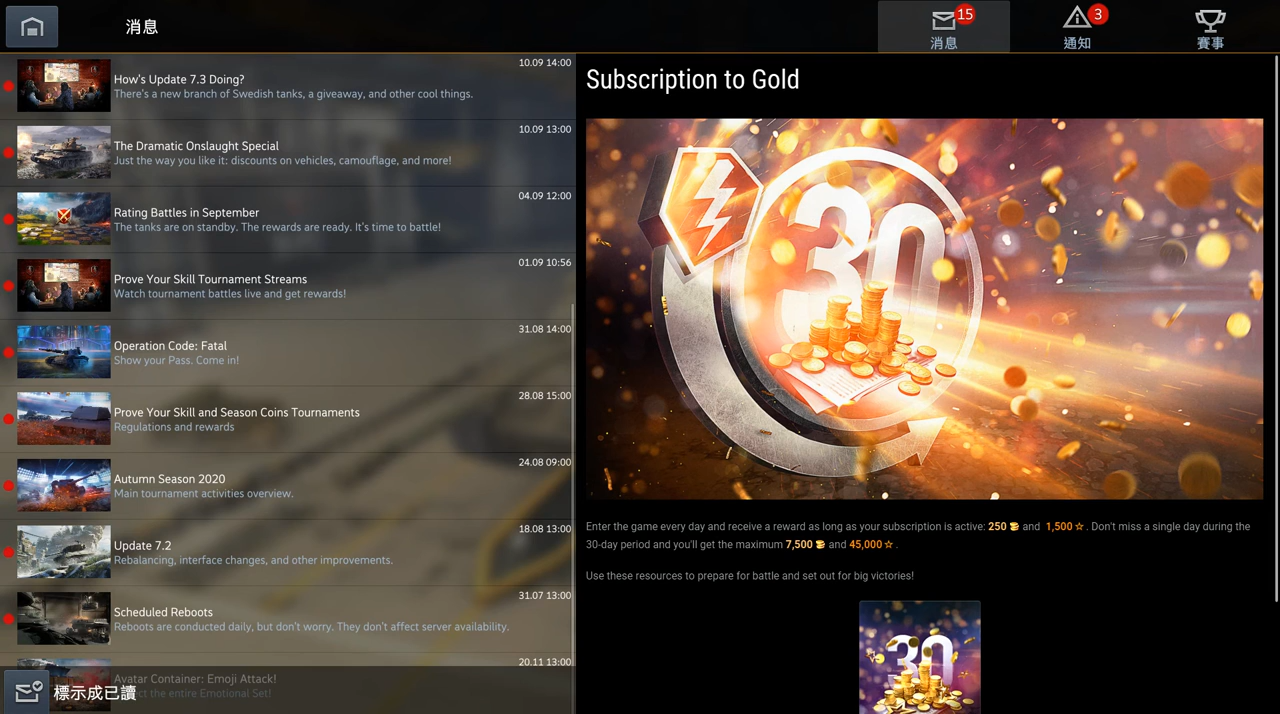 消息
15
消息
3
通知
賽事
10.09 14:00
How's Update 7.3 Doing?
There's a new branch of Swedish tanks, a giveaway, and other cool things.
10.09 13:00
The Dramatic Onslaught Special
Just the way you like it: discounts on vehicles, camouflage, and more!
04.09 12:00
Rating Battles in September
The tanks are on standby. The rewards are ready. It's time to battle!
01.09 10:56
Prove Your Skill Tournament Streams
Watch tournament battles live and get rewards!
31.08 14:00
Operation Code: Fatal
Show your Pass. Come in!
28.08 15:00
Prove Your Skill and Season Coins Tournaments
Regulations and rewards
24.08 09:00
Autumn Season 2020
Main tournament activities overview.
18.08 13:00
Update 7.2
Rebalancing, interface changes, and other improvements.
31.07 13:00
Scheduled Reboots
Reboots are conducted daily, but don't worry. They don't affect server availability.
20.11 13:00
Avatar Container: Emoji Attack!
the entire Emotional Set!
標示成已讀
Subscription to Gold
30
Enter the game every day and receive a reward as long as your subscription is active: 250 and 1,500. Don't miss a single day during the
30-day period and you'll get the maximum 7,500 and 45,000.
Use these resources to prepare for battle and set out for big victories!
30